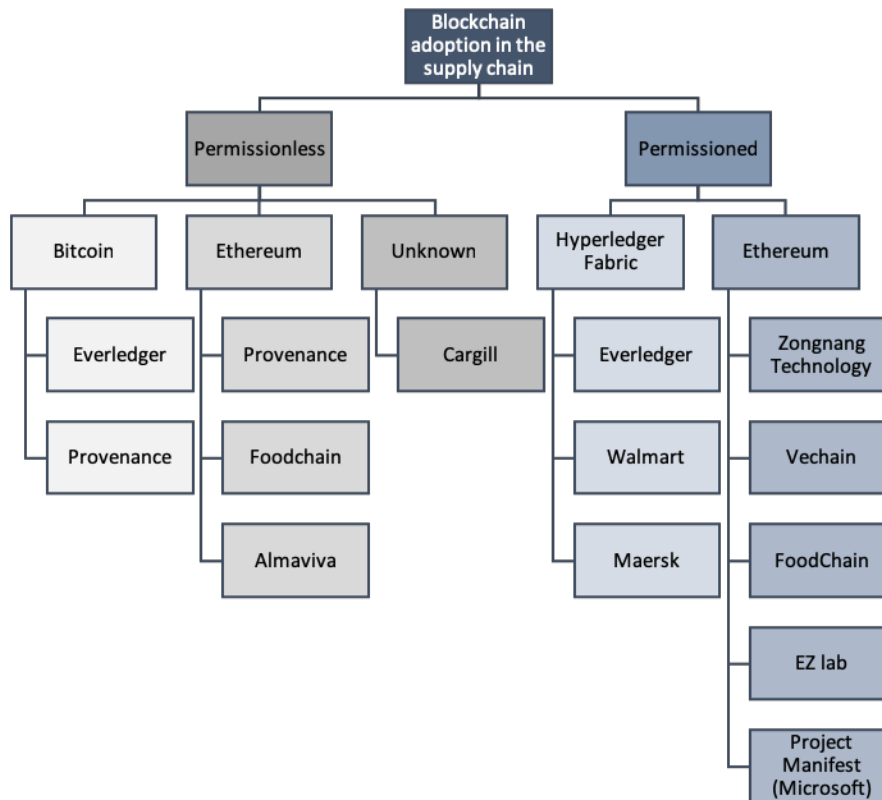 Blockchain
adoption in the
supply chain
Permissionless
Permissioned
Bitcoin
Ethereum
Unknown
Hyperledger
Fabric
Ethereum
Everledger
Provenance
Cargill
Everledger
Zongnang
Technology
Provenance
Foodchain
Walmart
Vechain
Almaviva
Maersk
FoodChain
EZ lab
Project
Manifest
(Microsoft)